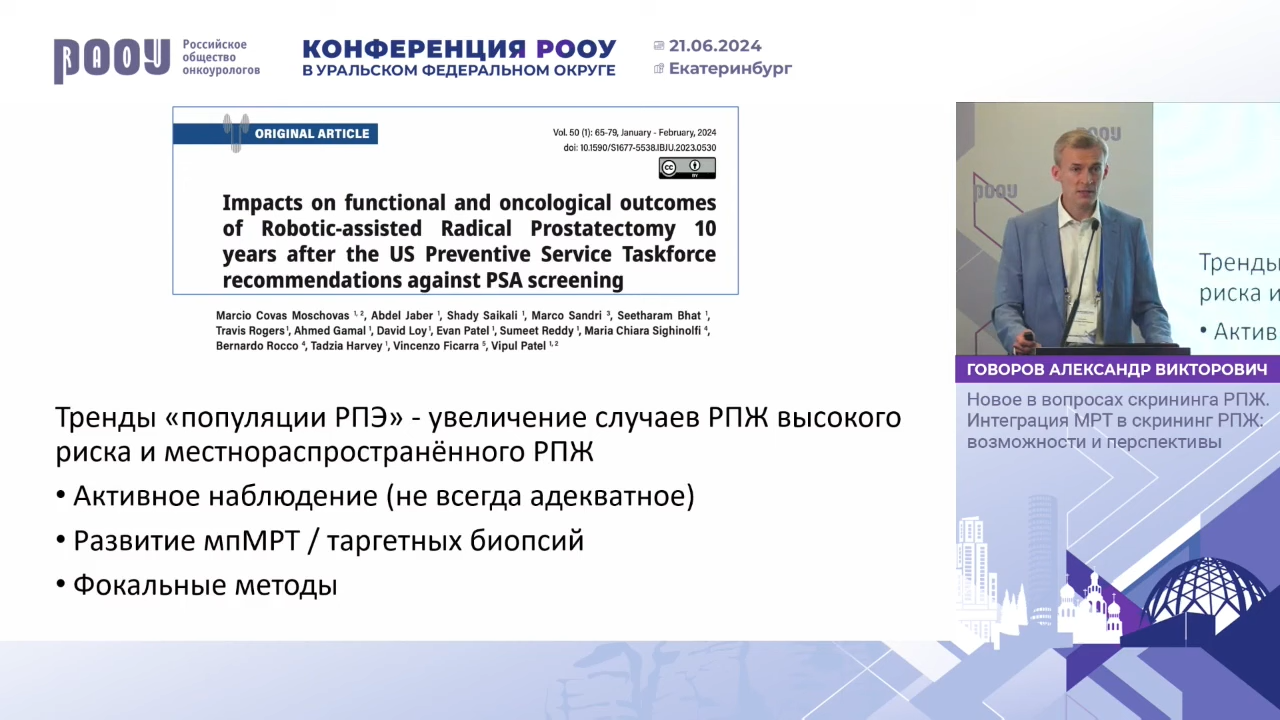 РООУ
Российское
общество
онкоурологов
КОНФЕРЕНЦИЯ РООУ
В УРАЛЬСКОМ ФЕДЕРАЛЬНОМ ОКРУГЕ
21.06.2024
Екатеринбург
ORIGINAL ARTICLE
Vol. 50 (1): 65-79, January - February, 2024
doi: 10.1590/S1677-5538.IBJU.2023.0530
CC BY
Impacts on functional and oncological outcomes
of Robotic-assisted Radical Prostatectomy 10
years after the US Preventive Service Taskforce
recommendations against PSA screening
Marcio Covas Moschovas 1, 2, Abdel Jaber 1, Shady Saikali 1, Marco Sandri 3, Seetharam Bhat 1,
Travis Rogers 1, Ahmed Gamal 1, David Loy 1, Evan Patel 1, Sumeet Reddy 1, Maria Chiara Sighinolfi 4,
Bernardo Rocco 4, Tadzia Harvey 1, Vincenzo Ficarra 5, Vipul Patel 1, 2
Тренды «популяции РПЭ» - увеличение случаев РПЖ высокого
риска и местнораспространённого РПЖ
• Активное наблюдение (не всегда адекватное)
• Развитие мпМРТ / таргетных биопсий
• Фокальные методы
РООУ
РООУ
Тренды
риска и
• Актив
ГОВОРОВ АЛЕКСАНДР ВИКТОРОВИЧ
Новое в вопросах скрининга РПЖ.
Интеграция МРТ в скрининг РПЖ:
возможности и перспективы